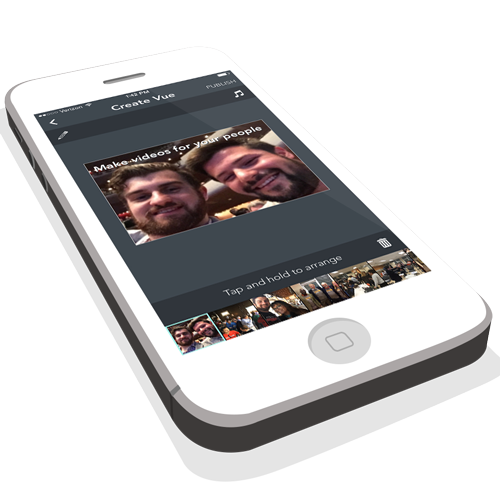 Verizon 1:42 PM
PUBLISH
Create Vue
Make videos for your people
Tap and hold to arrange